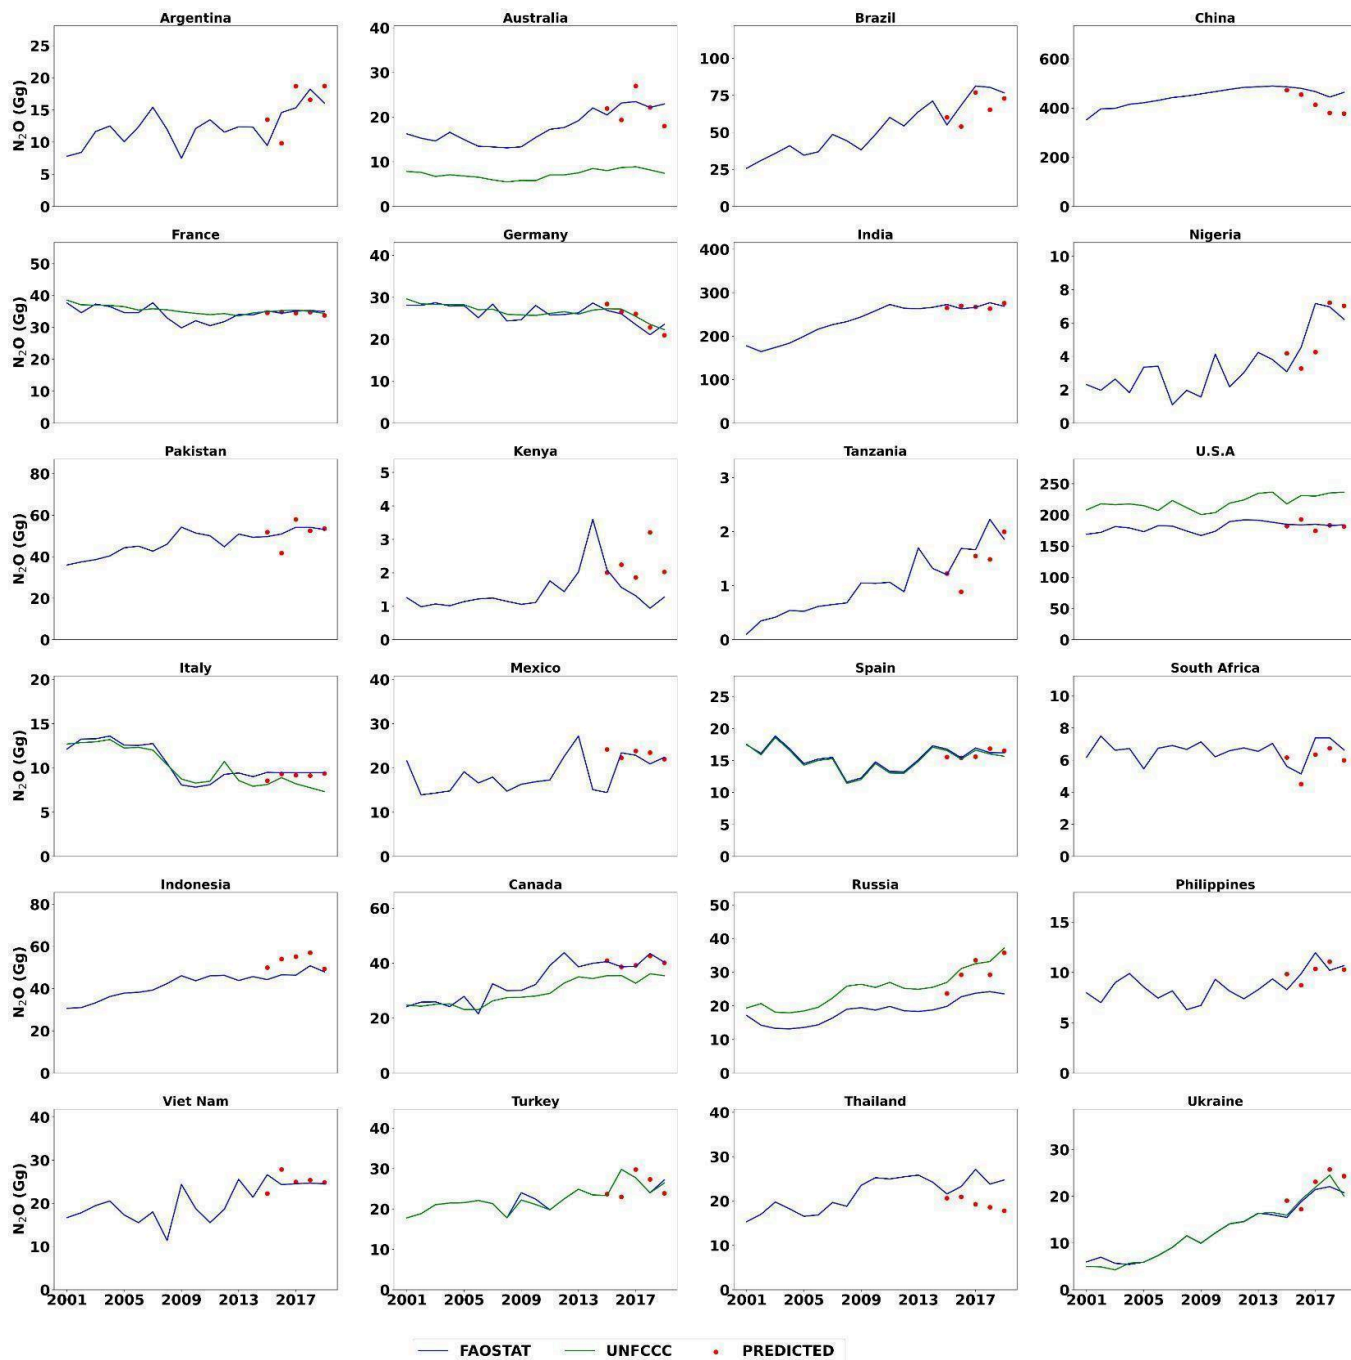 Argentina Australia Brazil China
N₂O (Gg) 25 20 15 10 5 0
40 30 20 10 0
100 75 50 25 0
600 400 200 0
France Germany India Nigeria
N₂O (Gg) 50 40 30 20 10 0
40 30 20 10 0
400 300 200 100 0
10 8 6 4 2 0
Pakistan Kenya Tanzania U.S.A
N₂O (Gg) 80 60 40 20 0
5 4 3 2 1 0
3 2 1 0
250 200 150 100 50 0
Italy Mexico Spain South Africa
N₂O (Gg) 20 15 10 5 0
40 30 20 10 0
25 20 15 10 5 0
10 8 6 4 2 0
Indonesia Canada Russia Philippines
N₂O (Gg) 80 60 40 20 0
60 40 20 0
50 40 30 20 10 0
15 10 5 0
Viet Nam Turkey Thailand Ukraine
N₂O (Gg) 40 30 20 10 0
40 30 20 10 0
40 30 20 10 0
30 20 10 0
2001 2005 2009 2013 2017 2001 2005 2009 2013 2017 2001 2005 2009 2013 2017 2001 2005 2009 2013 2017
FAOSTAT UNFCCC PREDICTED